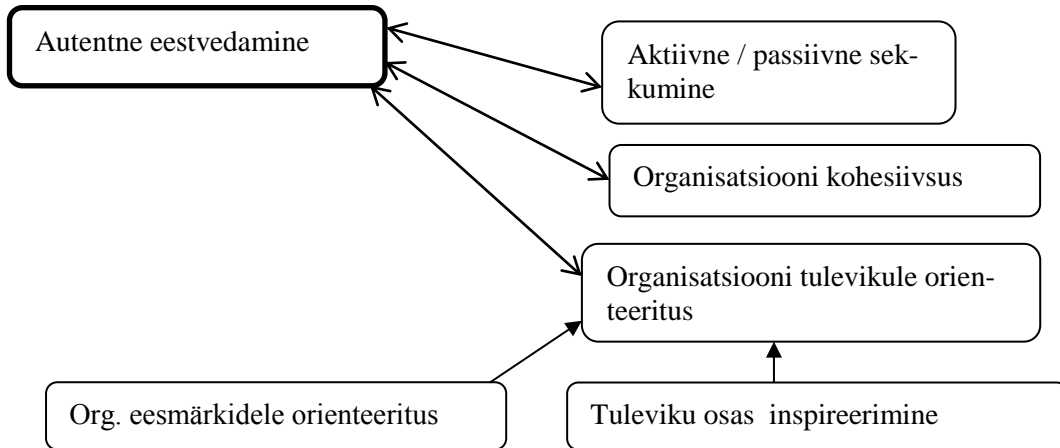 Autentne eestvedamine
Aktiivne / passiivne sek-
kumine
Organisatsiooni kohesiivsus
Organisatsiooni tulevikule orien-
teeritus
Org. eesmärkidele orienteeritus
Tuleviku osas inspireerimine